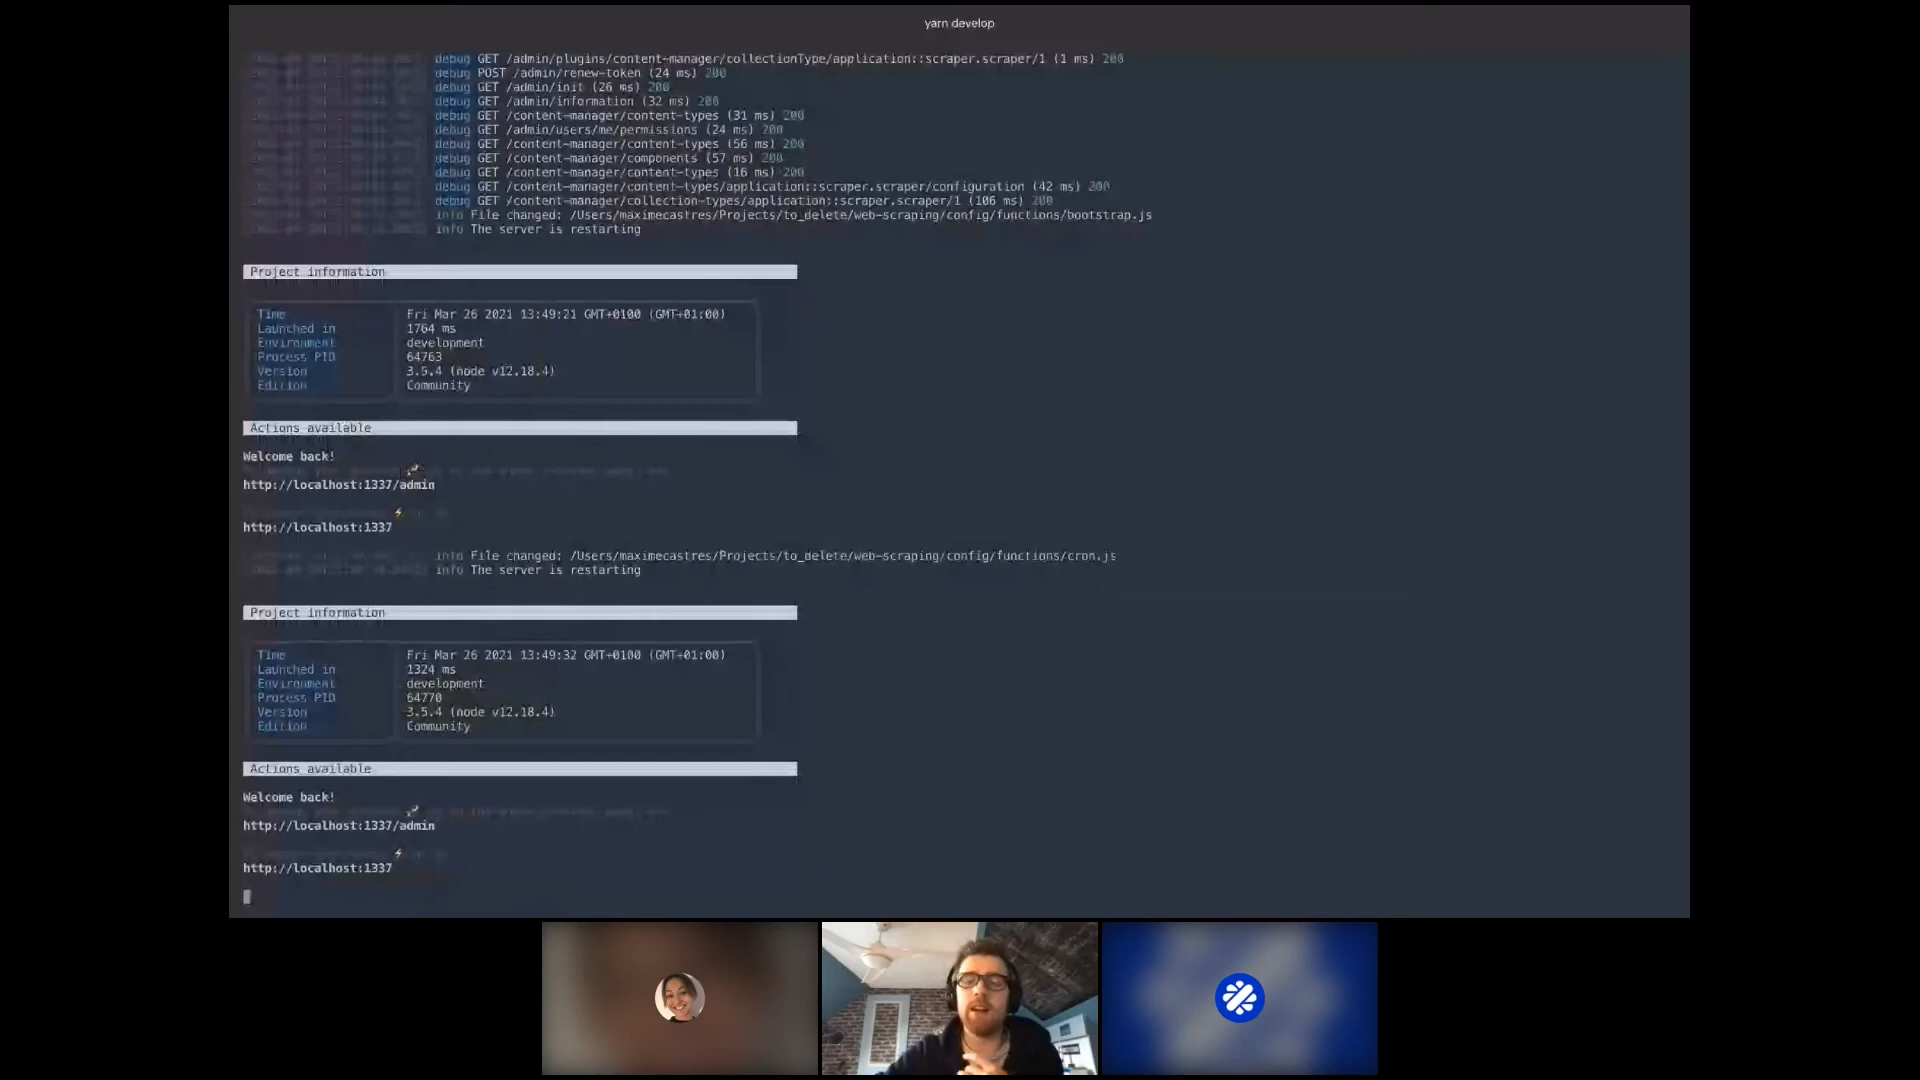 yarn develop
debug GET /admin/plugins/content-manager/collectionType/application::scraper.scraper/1 (1 ms) 200
debug POST /admin/renew-token (24 ms) 200
debug GET /admin/init (26 ms) 200
debug GET /admin/information (32 ms) 200
debug GET /content-manager/content-types (31 ms) 200
debug GET /admin/users/me/permissions (24 ms) 200
debug GET /content-manager/content-types (56 ms) 200
debug GET /content-manager/components (57 ms) 200
debug GET /content-manager/content-types (16 ms) 200
debug GET /content-manager/content-types/application::scraper.scraper/configuration (42 ms) 200
debug GET /content-manager/collection-types/application::scraper.scraper/1 (106 ms) 200
info File changed: /Users/maximecastres/Projects/to_delete/web-scraping/config/functions/bootstrap.js
info The server is restarting
Project information
Time Fri Mar 26 2021 13:49:21 GMT+0100 (GMT+01:00)
Launched in 1764 ms
Environment development
Process PID 64763
Version 3.5.4 (node v12.18.4)
Edition Community
Actions available
Welcome back!
http://localhost:1337/admin
http://localhost:1337
info File changed: /Users/maximecastres/Projects/to_delete/web-scraping/config/functions/cron.js
info The server is restarting
Project information
Time Fri Mar 26 2021 13:49:32 GMT+0100 (GMT+01:00)
Launched in 1324 ms
Environment development
Process PID 64770
Version 3.5.4 (node v12.18.4)
Edition Community
Actions available
Welcome back!
http://localhost:1337/admin
http://localhost:1337